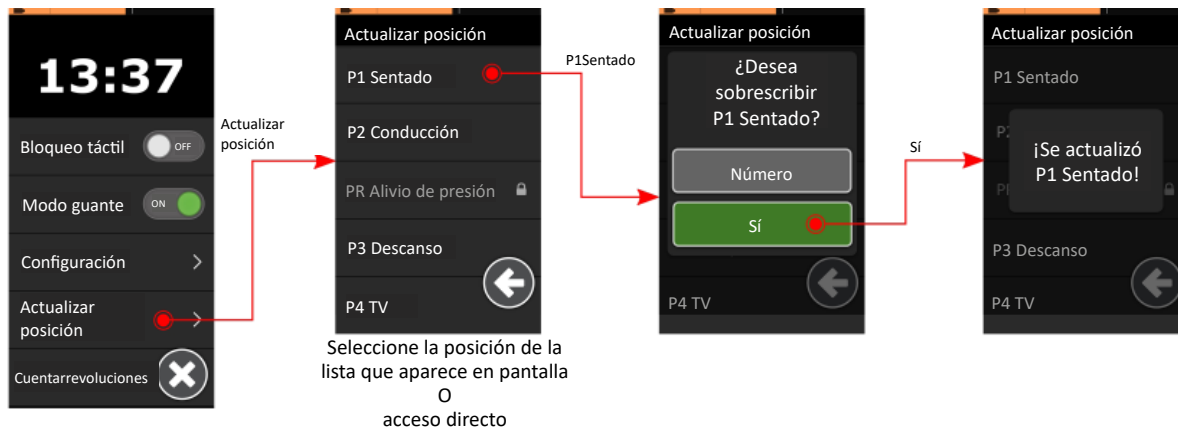 13:37
Bloqueo táctil
OFF
Modo guante
ON
Configuración
Actualizar
posición
Cuentarrevoluciones
Actualizar
posición
Actualizar posición
P1 Sentado
P2 Conducción
PR Alivio de presión
P3 Descanso
P4 TV
Seleccione la posición de la
lista que aparece en pantalla
O
acceso directo
P1Sentado
Actualizar posición
¿Desea
sobrescribir
P1 Sentado?
Número
Sí
P4 TV
Sí
Actualizar posición
P1 Sentado
¡Se actualizó
P1 Sentado!
P3 Descanso
P4 TV